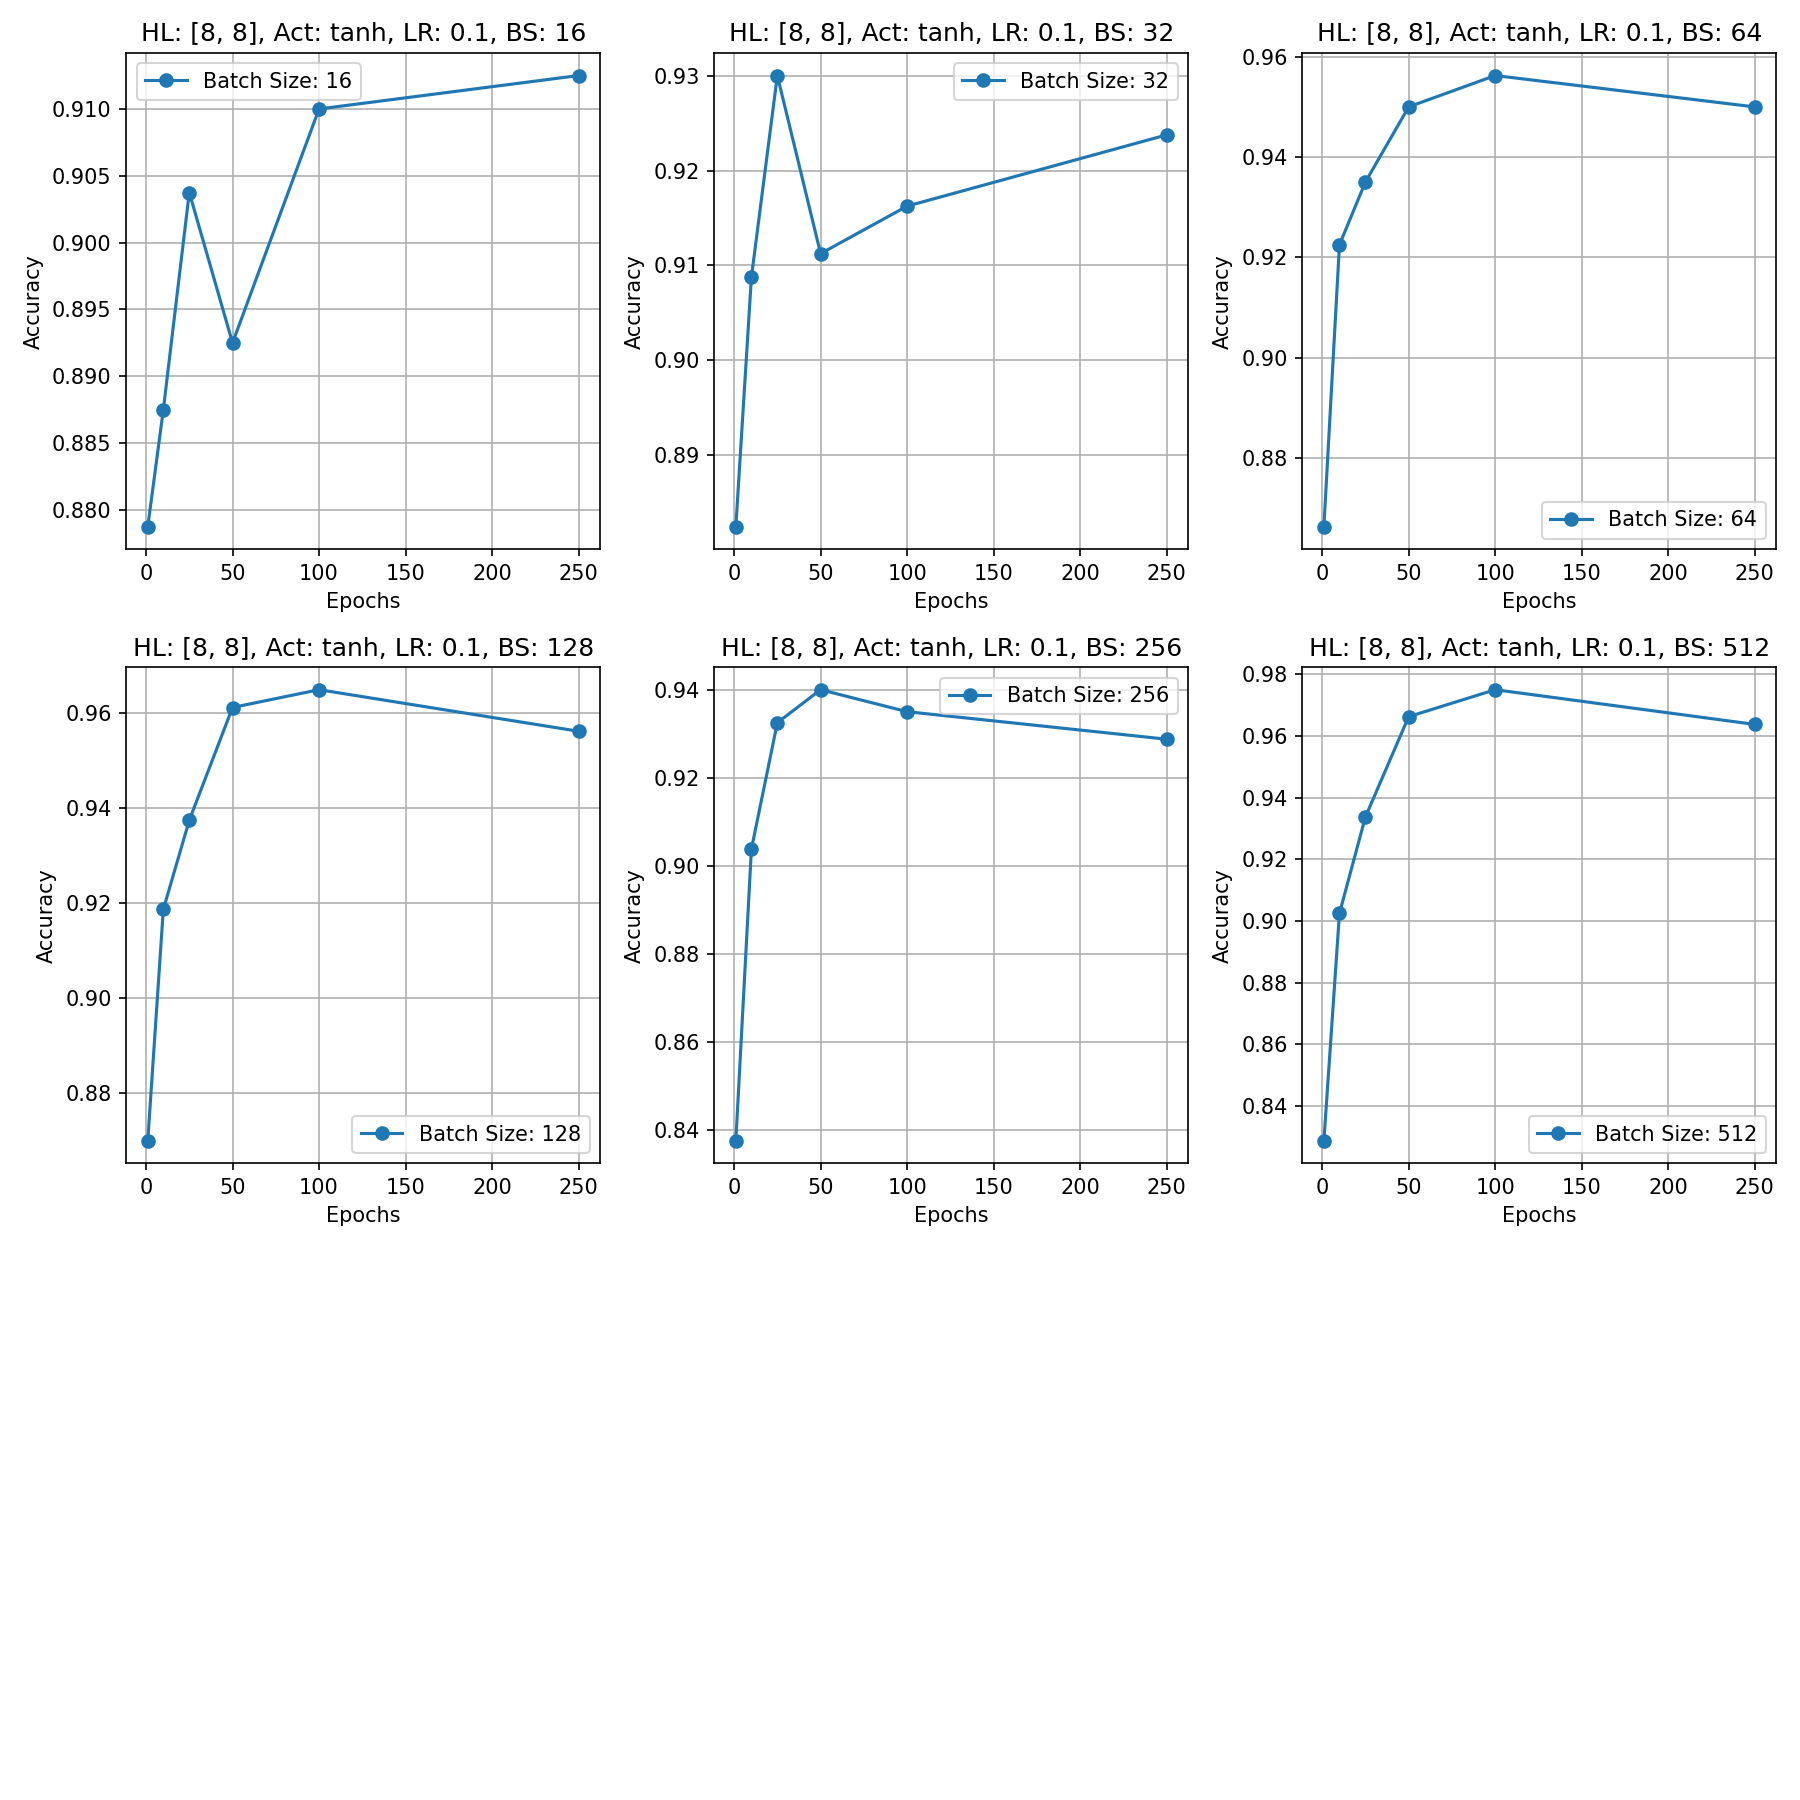 HL: [8, 8], Act: tanh, LR: 0.1, BS: 16
Batch Size: 16
0.910
0.905
0.900
0.895
0.890
0.885
0.880
Accuracy
0 50 100 150 200 250
Epochs
HL: [8, 8], Act: tanh, LR: 0.1, BS: 32
Batch Size: 32
0.93
0.92
0.91
0.90
0.89
Accuracy
0 50 100 150 200 250
Epochs
HL: [8, 8], Act: tanh, LR: 0.1, BS: 64
0.96
0.94
0.92
0.90
0.88
Accuracy
Batch Size: 64
0 50 100 150 200 250
Epochs
HL: [8, 8], Act: tanh, LR: 0.1, BS: 128
0.96
0.94
0.92
0.90
0.88
Accuracy
Batch Size: 128
0 50 100 150 200 250
Epochs
HL: [8, 8], Act: tanh, LR: 0.1, BS: 256
Batch Size: 256
0.94
0.92
0.90
0.88
0.86
0.84
Accuracy
0 50 100 150 200 250
Epochs
HL: [8, 8], Act: tanh, LR: 0.1, BS: 512
0.98
0.96
0.94
0.92
0.90
0.88
0.86
0.84
Accuracy
Batch Size: 512
0 50 100 150 200 250
Epochs